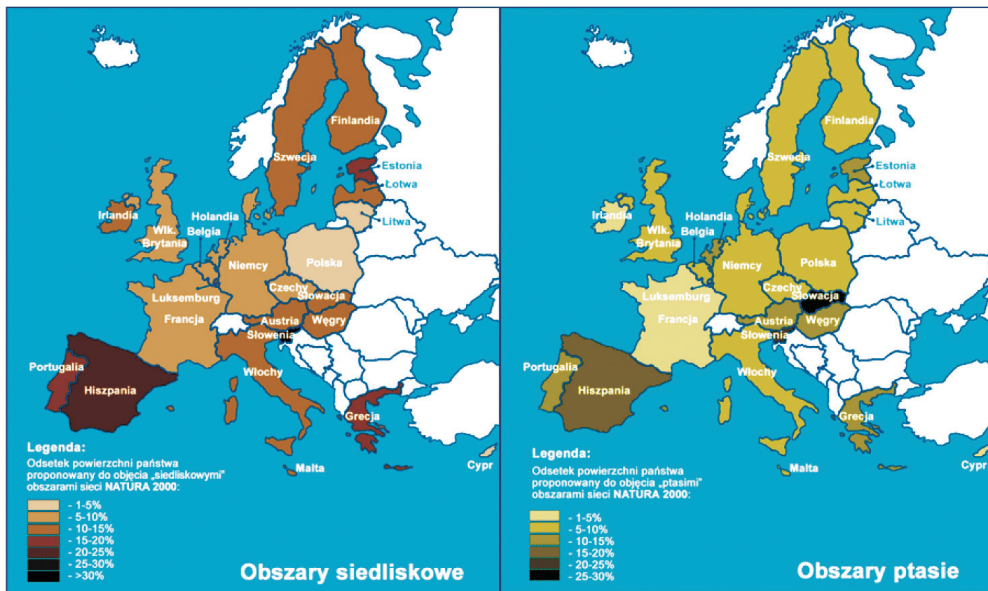 Finlandia
Szwecja
Estonia
Łotwa
Irlandia
Holandia
Litwa
Wlk.
Brytania
Belgia
Niemcy
Polska
Luksemburg
Czechy
Słowacja
Francja
Austria
Węgry
Słowenia
Portugalia
Włochy
Hiszpania
Grecja
Malta
Cypr
Legenda:
Odsetek powierzchni państwa
proponowany do objęcia „siedliskowymi”
obszarami sieci NATURA 2000:
- 1-5%
- 5-10%
- 10-15%
- 15-20%
- 20-25%
- 25-30%
- >30%
Obszary siedliskowe
Finlandia
Szwecja
Estonia
Łotwa
Irlandia
Holandia
Litwa
Wlk.
Brytania
Belgia
Niemcy
Polska
Luksemburg
Czechy
Słowacja
Francja
Austria
Węgry
Słowenia
Portugalia
Włochy
Hiszpania
Grecja
Malta
Cypr
Legenda:
Odsetek powierzchni państwa
proponowany do objęcia „ptasimi”
obszarami sieci NATURA 2000:
- 1-5%
- 5-10%
- 10-15%
- 15-20%
- 20-25%
- 25-30%
Obszary ptasie